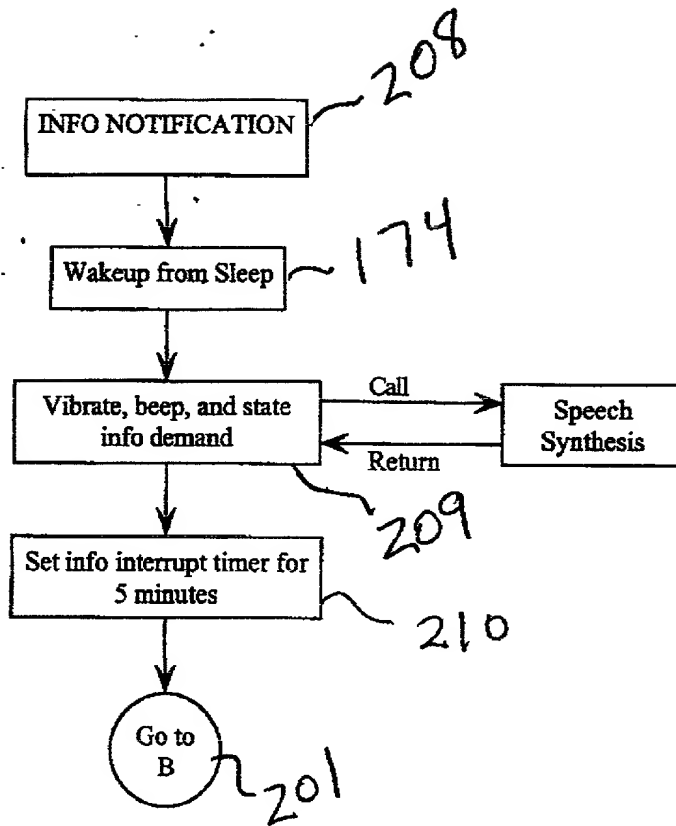 208
INFO NOTIFICATION
174
Wakeup from Sleep
Call
Vibrate, beep, and state
info demand
Speech
Synthesis
Return
209
Set info interrupt timer for
5 minutes
210
Go to
B
201